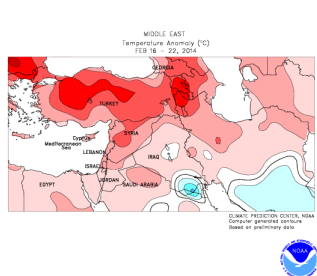 MIDDLE EAST
Temperature Anomaly (°C)
FEB 16 - 22, 2014
GEORGIA
TURKEY
Cyprus
SYRIA
Mediterranean
Sea
LEBANON
IRAQ
ISRAEL
JORDAN
EGYPT
SAUDI ARABIA
CLIMATE PREDICTION CENTER, NOAA
Computer generated contours
Based on preliminary data
NOAA